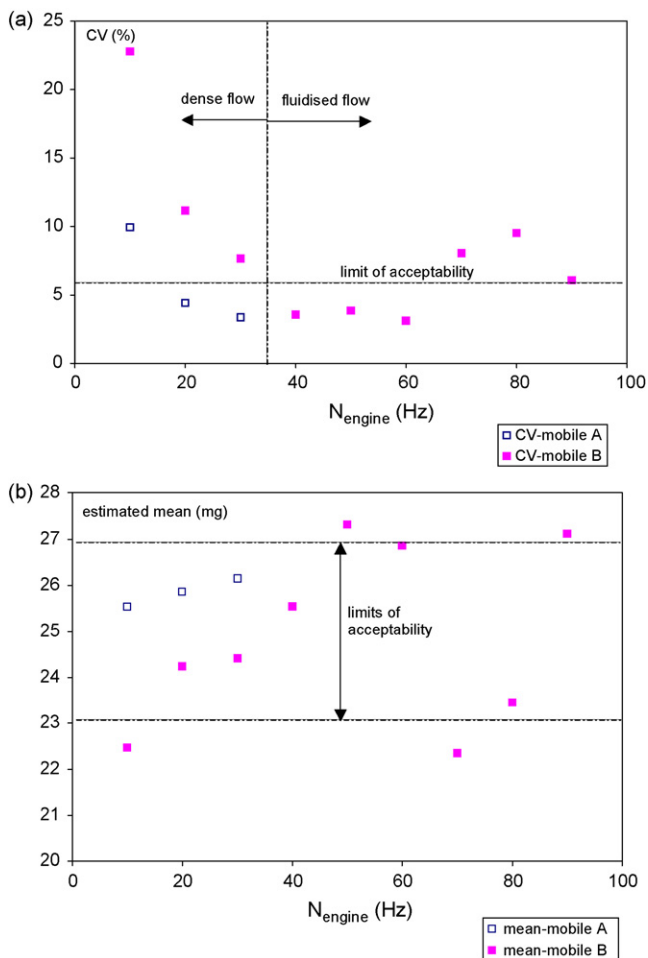 (a)
25
CV (%)
20
dense flow
fluidised flow
15
10
limit of acceptability
5
0
0 20 40 60 80 100
N_engine (Hz)
CV-mobile A
CV-mobile B
(b)
28
estimated mean (mg)
27
26
limits of
acceptability
25
24
23
22
21
20
0 20 40 60 80 100
N_engine (Hz)
mean-mobile A
mean-mobile B